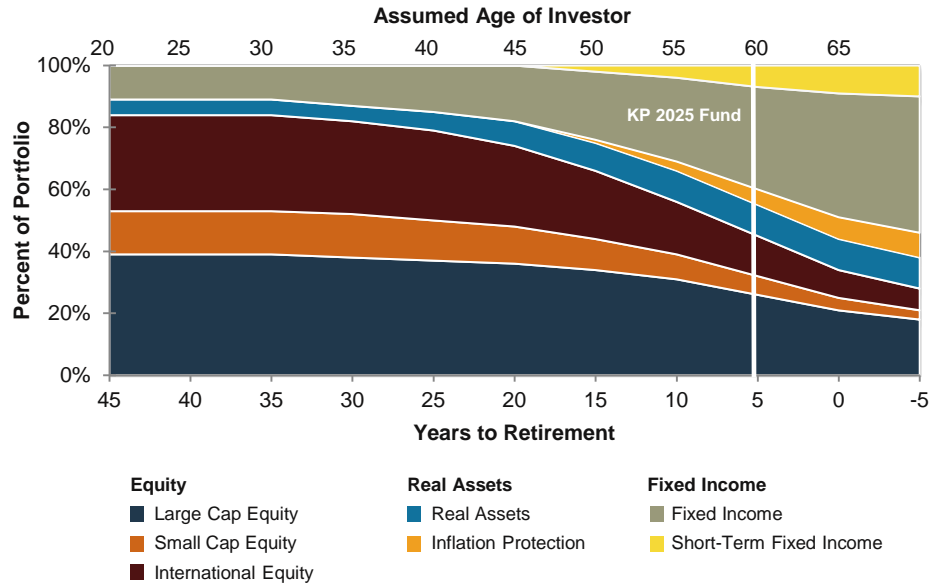 Assumed Age of Investor
20 25 30 35 40 45 50 55 60 65
100%
80%
60%
40%
20%
0%
Percent of Portfolio
KP 2025 Fund
45 40 35 30 25 20 15 10 5 0 -5
Years to Retirement
Equity
Large Cap Equity
Small Cap Equity
International Equity
Real Assets
Real Assets
Inflation Protection
Fixed Income
Fixed Income
Short-Term Fixed Income